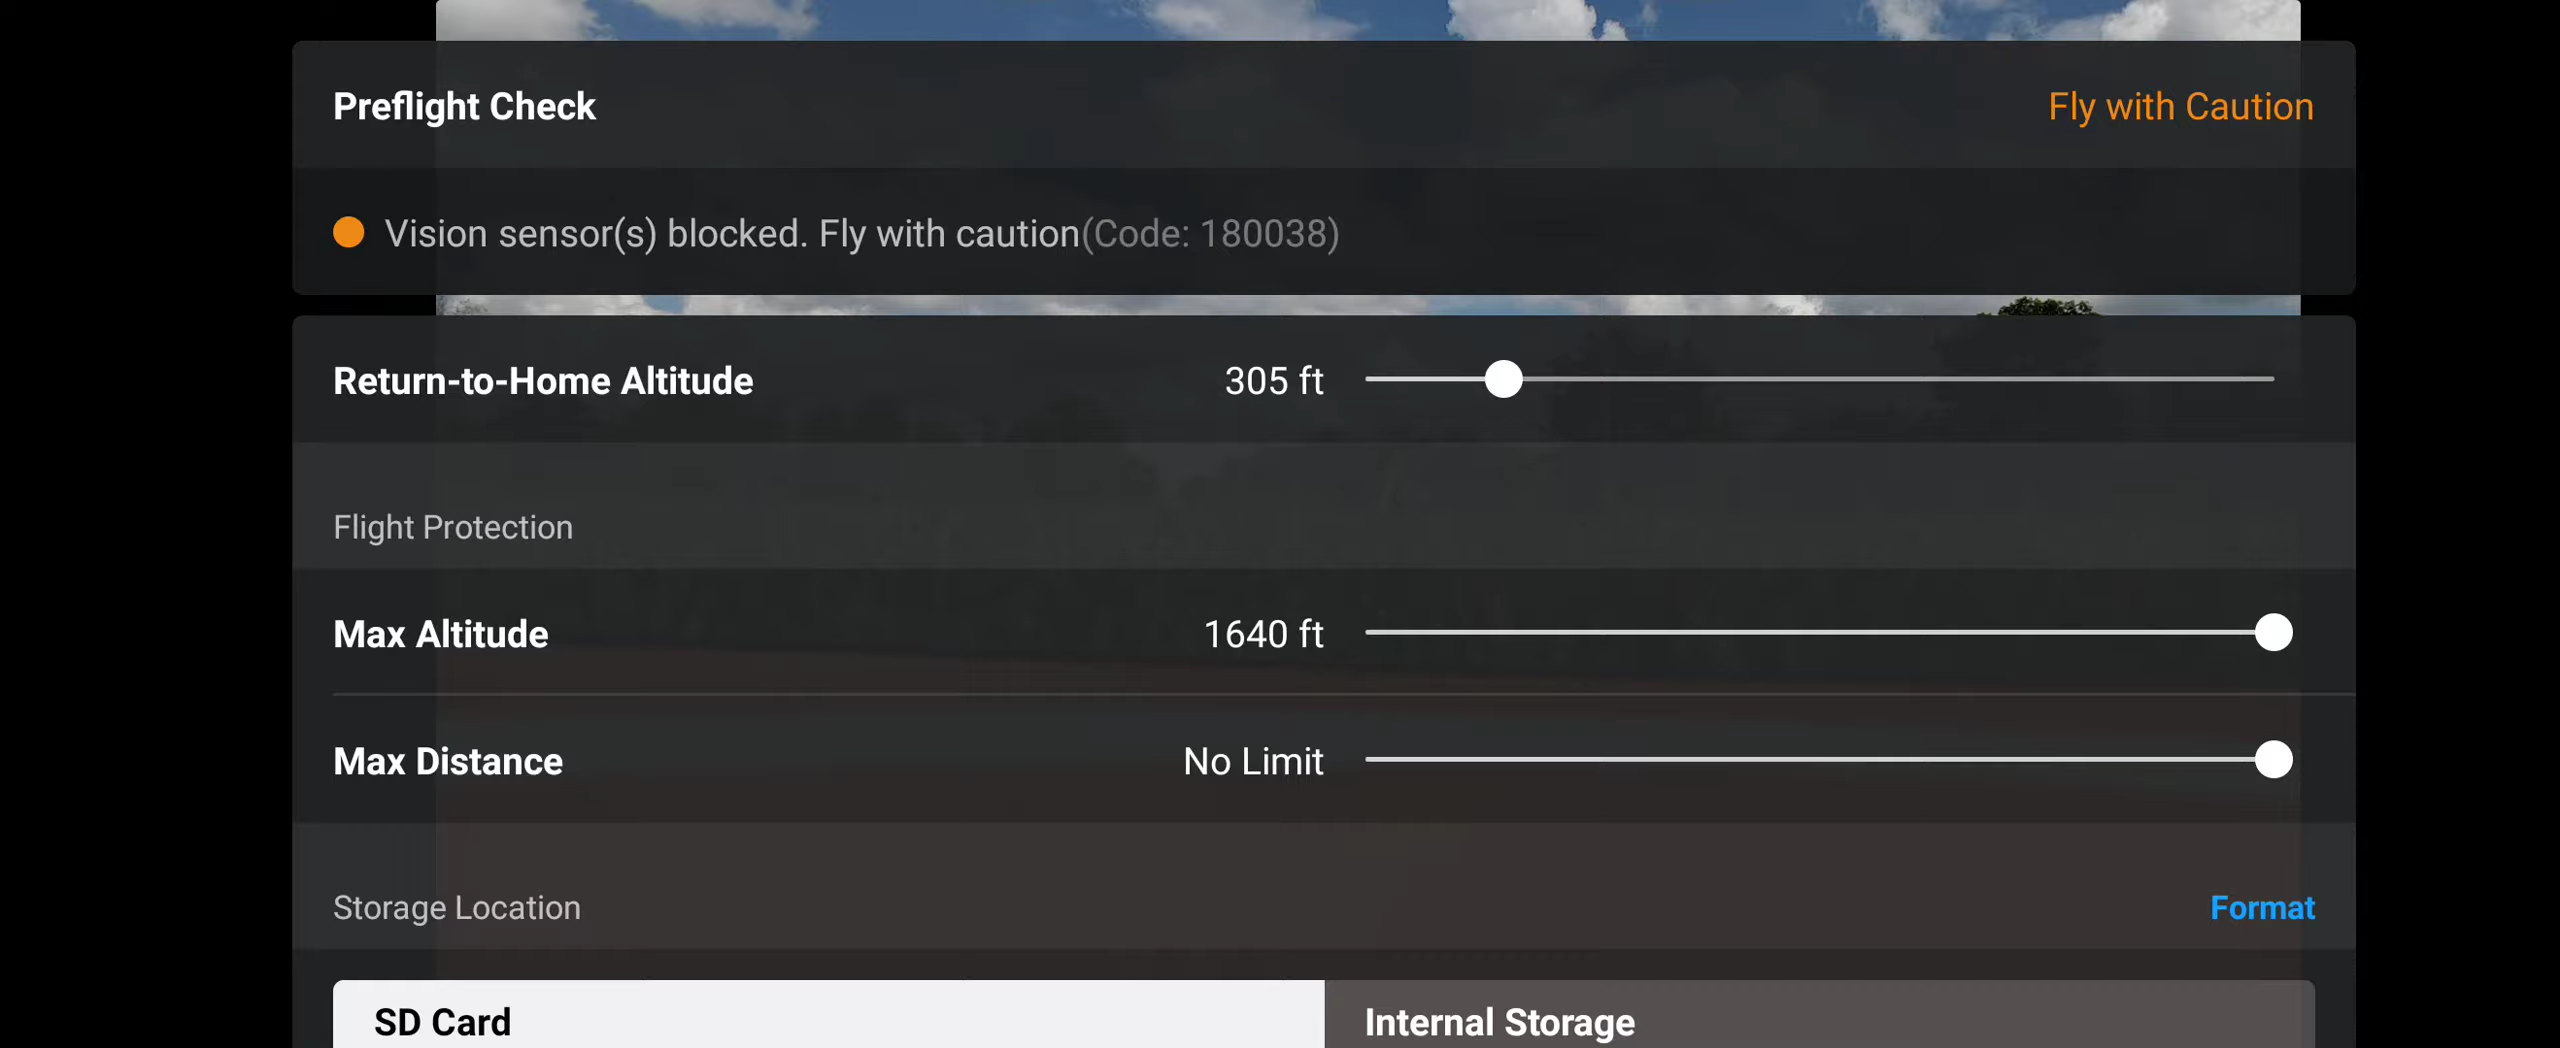 Preflight Check
Fly with Caution
Vision sensor(s) blocked. Fly with caution(Code: 180038)
Return-to-Home Altitude
305 ft
Flight Protection
Max Altitude
1640 ft
Max Distance
No Limit
Storage Location
Format
SD Card
Internal Storage